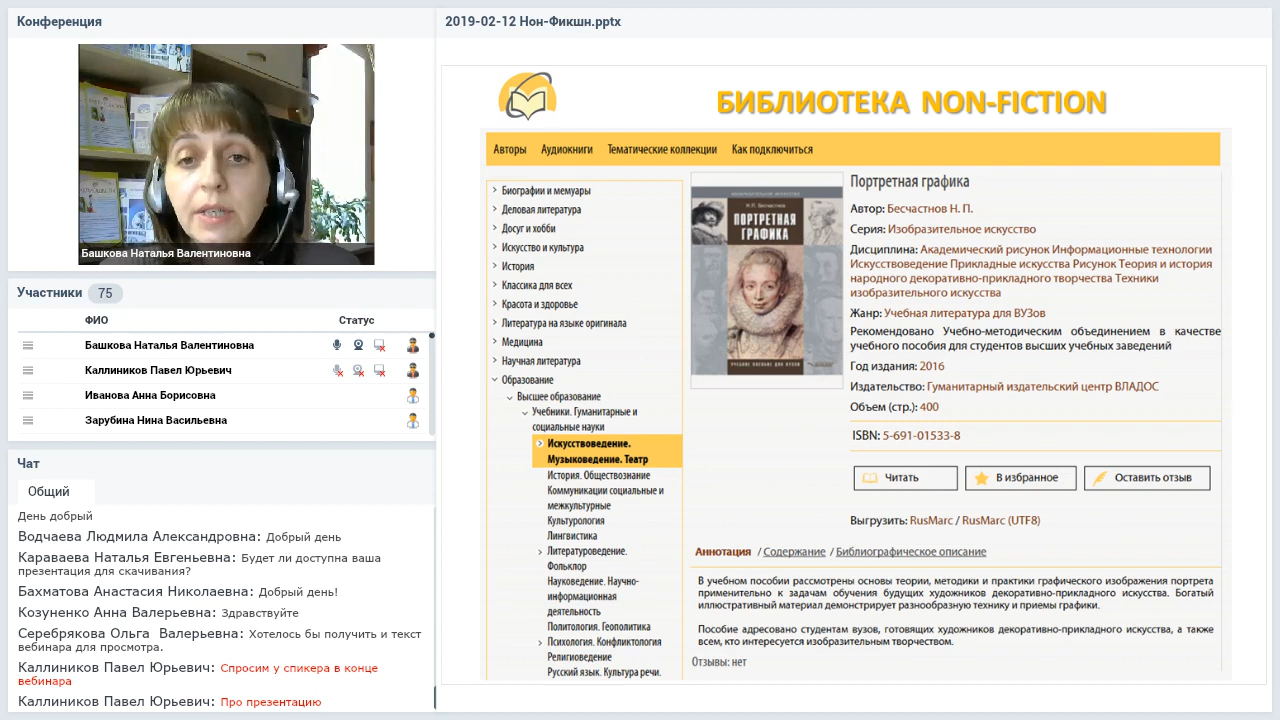 Конференция
Башкова Наталья Валентиновна
Участники 75
ФИО Статус
Башкова Наталья Валентиновна
Каллиников Павел Юрьевич
Иванова Анна Борисовна
Зарубина Нина Васильевна
Чат
Общий
День добрый
Водчаева Людмила Александровна: Добрый день
Караваева Наталья Евгеньевна: Будет ли доступна ваша
презентация для скачивания?
Бахматова Анастасия Николаевна: Добрый день!
Козуненко Анна Валерьевна: Здравствуйте
Серебрякова Ольга Валерьевна: Хотелось бы получить и текст
вебинара для просмотра.
Каллиников Павел Юрьевич: Спросим у спикера в конце
вебинара
Каллиников Павел Юрьевич: Про презентацию
2019-02-12 Нон-Фикшн.pptx
БИБЛИОТЕКА NON-FICTION
Авторы Аудиокниги Тематические коллекции Как подключиться
Биографии и мемуары
Деловая литература
Досуг и хобби
Искусство и культура
История
Классика для всех
Красота и здоровье
Литература на языке оригинала
Медицина
Научная литература
Образование
Высшее образование
Учебники. Гуманитарные и
социальные науки
Искусствоведение.
Музыковедение. Театр
История. Обществознание
Коммуникации социальные и
межкультурные
Культурология
Лингвистика
Литературоведение.
Фольклор
Науковедение. Научно-
информационная
деятельность
Политология. Геополитика
Психология. Конфликтология
Религиоведение
Русский язык. Культура речи.
Н.П. Бесчастнов
ПОРТРЕТНАЯ
ГРАФИКА
Портретная графика
Автор: Бесчастнов Н. П.
Серия: Изобразительное искусство
Дисциплина: Академический рисунок Информационные технологии
Искусствоведение Прикладные искусства Рисунок Теория и история
народного декоративно-прикладного творчества Техники
изобразительного искусства
Жанр: Учебная литература для ВУЗов
Рекомендовано Учебно-методическим объединением в качестве
учебного пособия для студентов высших учебных заведений
Год издания: 2016
Издательство: Гуманитарный издательский центр ВЛАДОС
Объем (стр.): 400
ISBN: 5-691-01533-8
Читать В избранное Оставить отзыв
Выгрузить: RusMarc / RusMarc (UTF8)
Аннотация / Содержание / Библиографическое описание
В учебном пособии рассмотрены основы теории, методики и практики графического изображения портрета
применительно к задачам обучения будущих художников декоративно-прикладного искусства. Богатый
иллюстративный материал демонстрирует разнообразную технику и приемы графики.
Пособие адресовано студентам вузов, готовящих художников декоративно-прикладного искусства, а также
всем, кто интересуется изобразительным творчеством.
Отзывы: нет